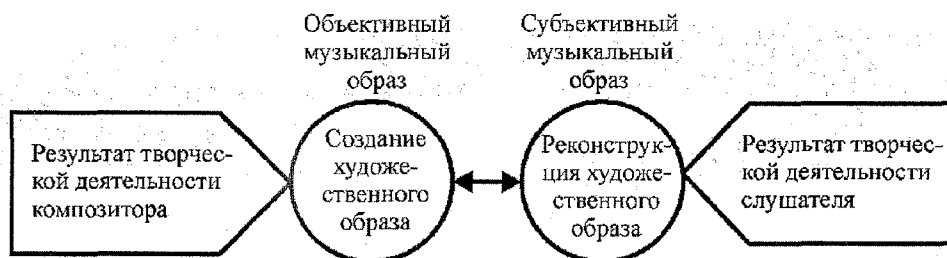 Объективный
музыкальный
образ
Субъективный
музыкальный
образ
Результат творчес-
кой деятельности
композитора
Создание
художе-
ственного
образа
Реконструк-
ция художе-
ственного
образа
Результат творчес-
кой деятельности
слушателя